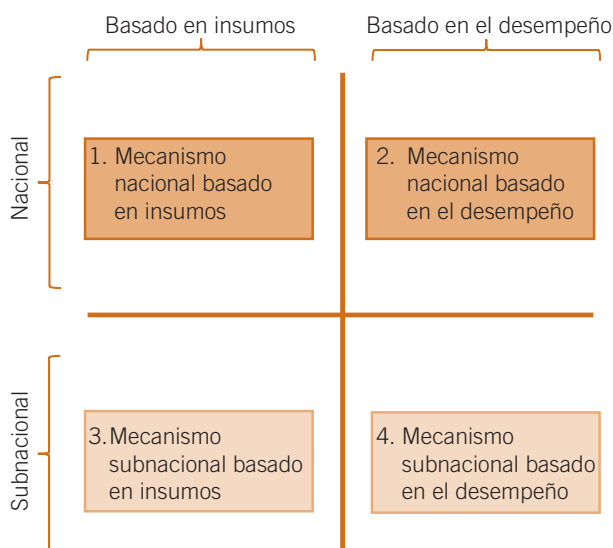 Basado en insumos
Basado en el desempeño
Nacional
1. Mecanismo
nacional basado
en insumos
2. Mecanismo
nacional basado
en el desempeño
Subnacional
3.Mecanismo
subnacional basado
en insumos
4. Mecanismo
subnacional basado
en el desempeño